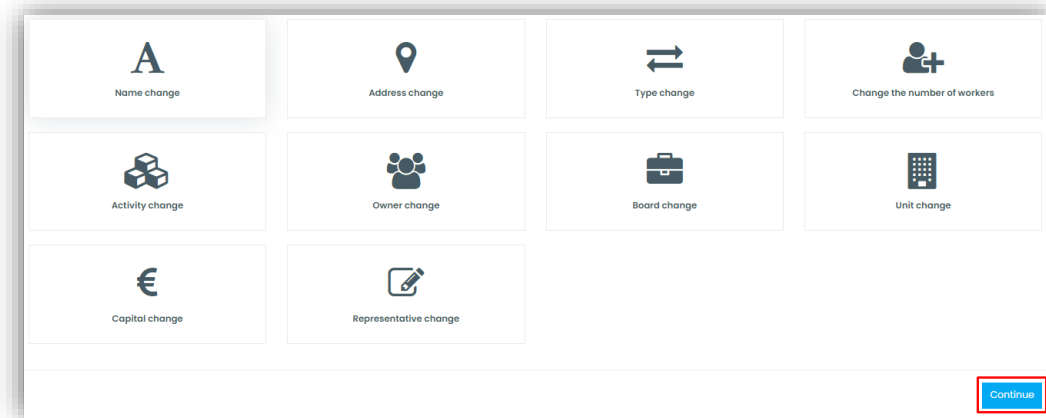 Name change
Address change
Type change
Change the number of workers
Activity change
Owner change
Board change
Unit change
€
Capital change
Representative change
Continue